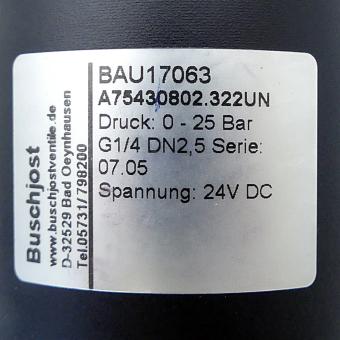 Buschjost
www.buschjostventile.de
D-32529 Bad Oeynhausen
Tel.05731/798200
BAU17063
A75430802.322UN
Druck: 0 - 25 Bar
G1/4 DN2,5 Serie:
07.05
Spannung: 24V DC